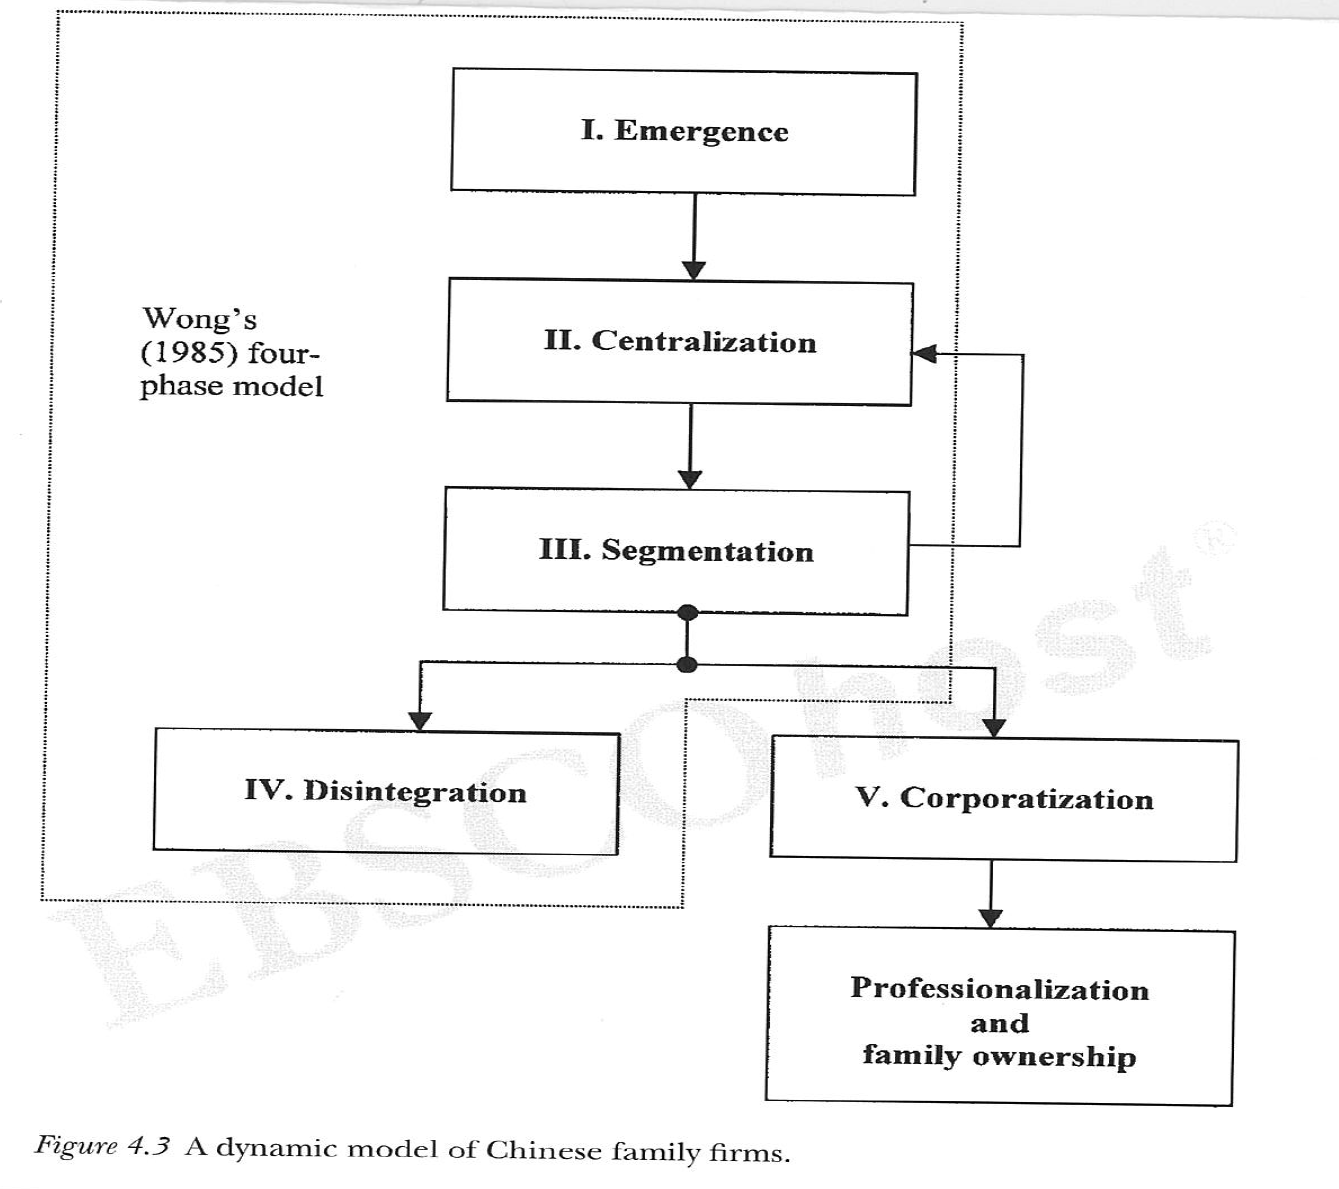 I. Emergence
Wong's
(1985) four-
phase model
II. Centralization
III. Segmentation
IV. Disintegration
V. Corporatization
Professionalization
and
family ownership
EBSCOhost®
Figure 4.3 A dynamic model of Chinese family firms.